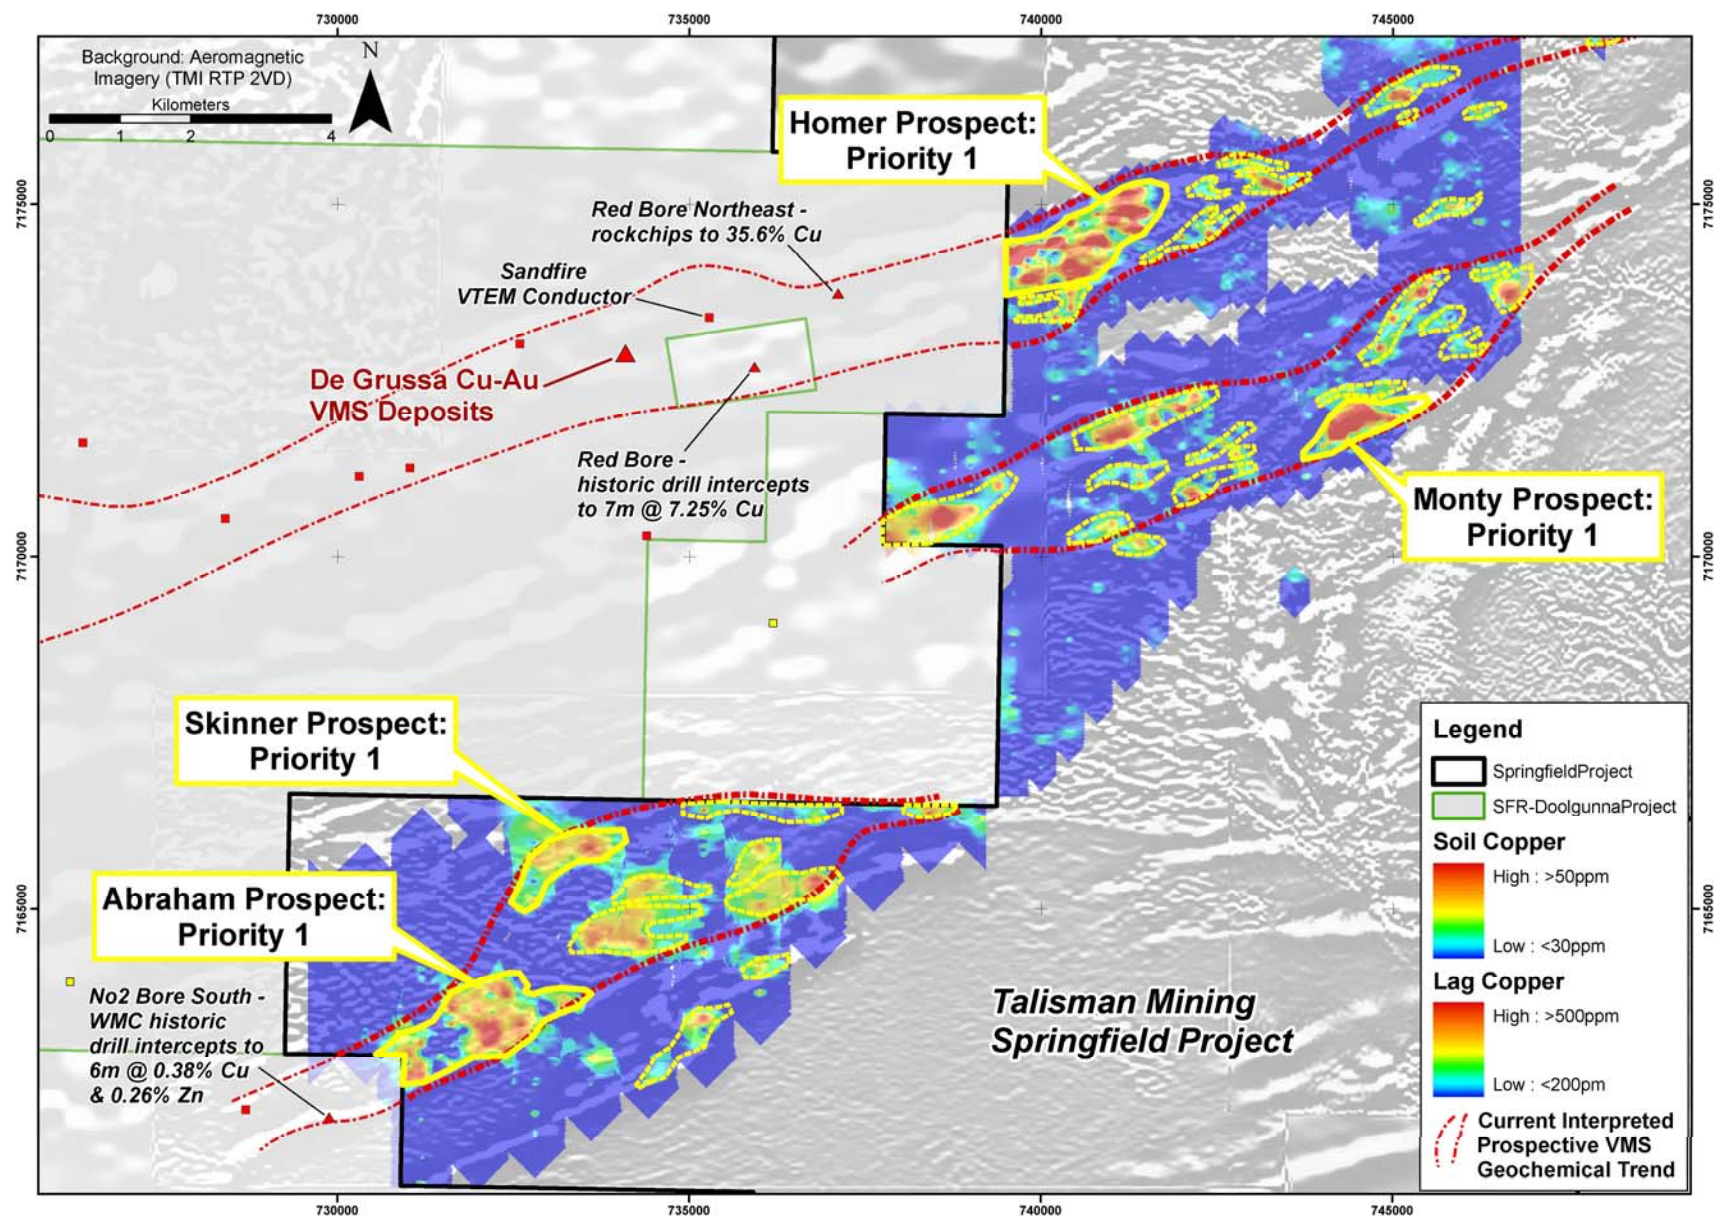 730000
735000
740000
745000
Background: Aeromagnetic
Imagery (TMI RTP 2VD)
N
Kilometers
0 1 2 4
Homer Prospect:
Priority 1
7175000
7175000
Red Bore Northeast -
rockchips to 35.6% Cu
Sandfire
VTEM Conductor
De Grussa Cu-Au
VMS Deposits
Red Bore -
historic drill intercepts
to 7m @ 7.25% Cu
Monty Prospect:
Priority 1
7170000
7170000
Skinner Prospect:
Priority 1
Abraham Prospect:
Priority 1
7165000
7165000
No2 Bore South -
WMC historic
drill intercepts to
6m @ 0.38% Cu
& 0.26% Zn
Talisman Mining
Springfield Project
Legend
SpringfieldProject
SFR-DoolgunnaProject
Soil Copper
High : >50ppm
Low : <30ppm
Lag Copper
High : >500ppm
Low : <200pm
Current Interpreted
Prospective VMS
Geochemical Trend
730000
735000
740000
745000